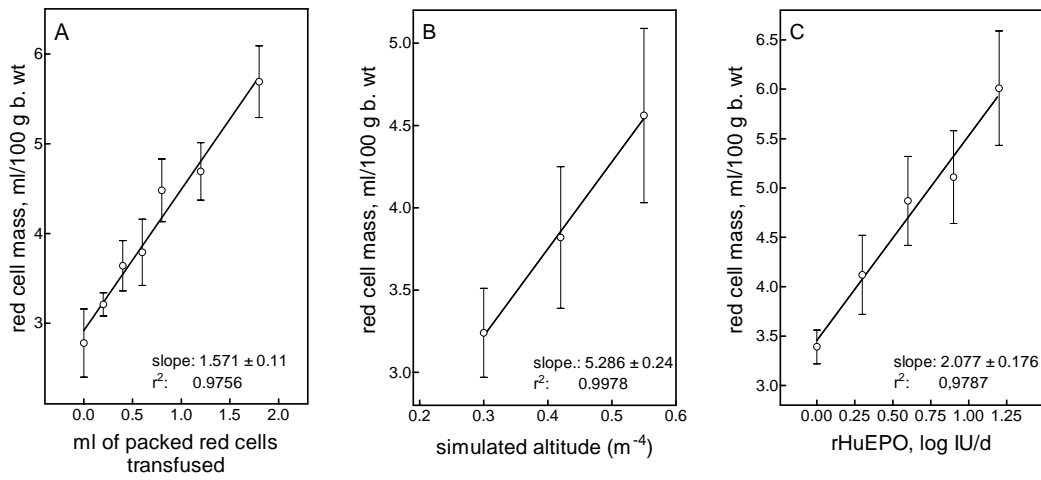 A
red cell mass, ml/100 g b. wt
6
5
4
3
slope: 1.571 ± 0.11
r²: 0.9756
0.0 0.5 1.0 1.5 2.0
ml of packed red cells
transfused
B
red cell mass, ml/100 g b. wt
5.0
4.5
4.0
3.5
3.0
slope.: 5.286 ± 0.24
r²: 0.9978
0.2 0.3 0.4 0.5 0.6
simulated altitude (m⁻⁴)
C
red cell mass, ml/100 g b. wt
6.5
6.0
5.5
5.0
4.5
4.0
3.5
3.0
slope: 2.077 ± 0.176
r²: 0,9787
0.00 0.25 0.50 0.75 1.00 1.25
rHuEPO, log IU/d